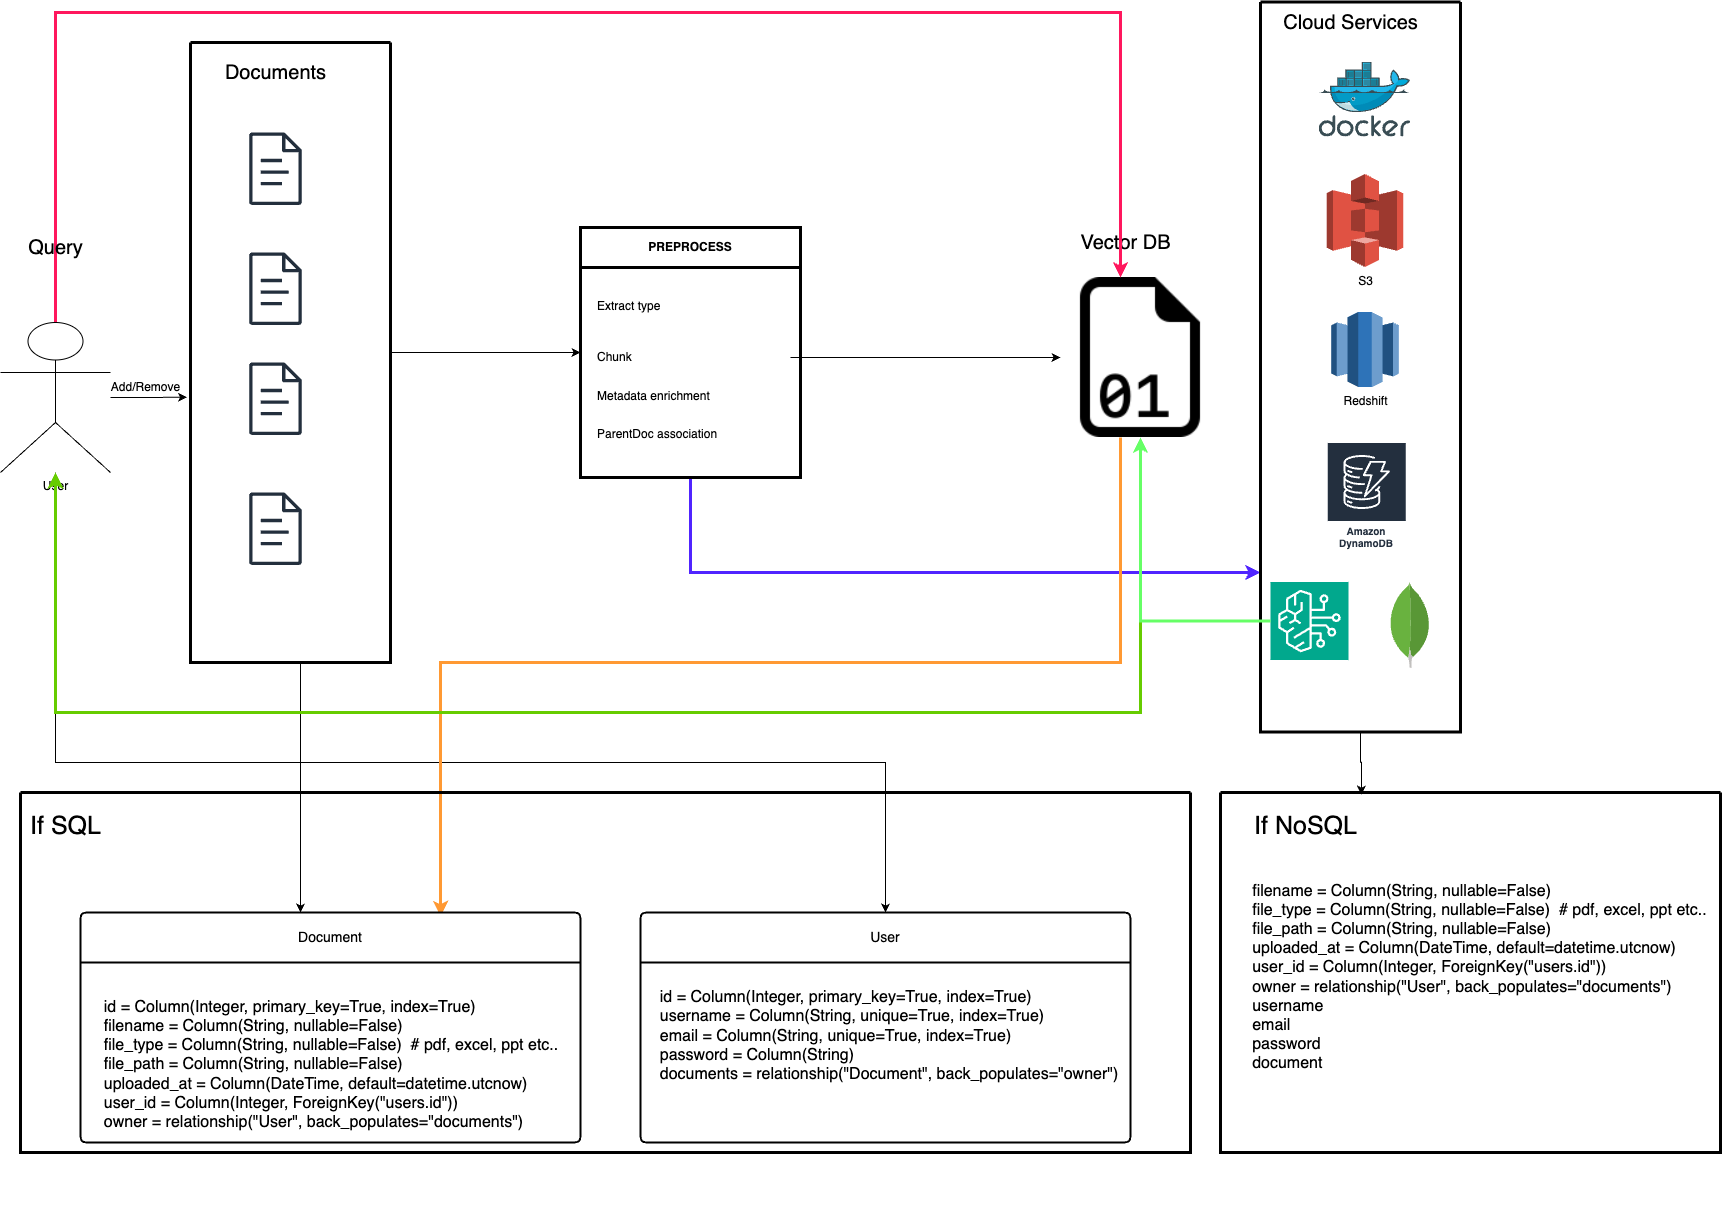 Cloud Services
Documents
docker
Query
Vector DB
PREPROCESS
S3
Extract type
Chunk
Metadata enrichment
ParentDoc association
Add/Remove
01
Redshift
User
Amazon
DynamoDB
If SQL
If NoSQL
Document
id = Column(Integer, primary_key=True, index=True)
filename = Column(String, nullable=False)
file_type = Column(String, nullable=False)  # pdf, excel, ppt etc..
file_path = Column(String, nullable=False)
uploaded_at = Column(DateTime, default=datetime.utcnow)
user_id = Column(Integer, ForeignKey("users.id"))
owner = relationship("User", back_populates="documents")
User
id = Column(Integer, primary_key=True, index=True)
username = Column(String, unique=True, index=True)
email = Column(String, unique=True, index=True)
password = Column(String)
documents = relationship("Document", back_populates="owner")
filename = Column(String, nullable=False)
file_type = Column(String, nullable=False)  # pdf, excel, ppt etc..
file_path = Column(String, nullable=False)
uploaded_at = Column(DateTime, default=datetime.utcnow)
user_id = Column(Integer, ForeignKey("users.id"))
owner = relationship("User", back_populates="documents")
username
email
password
document